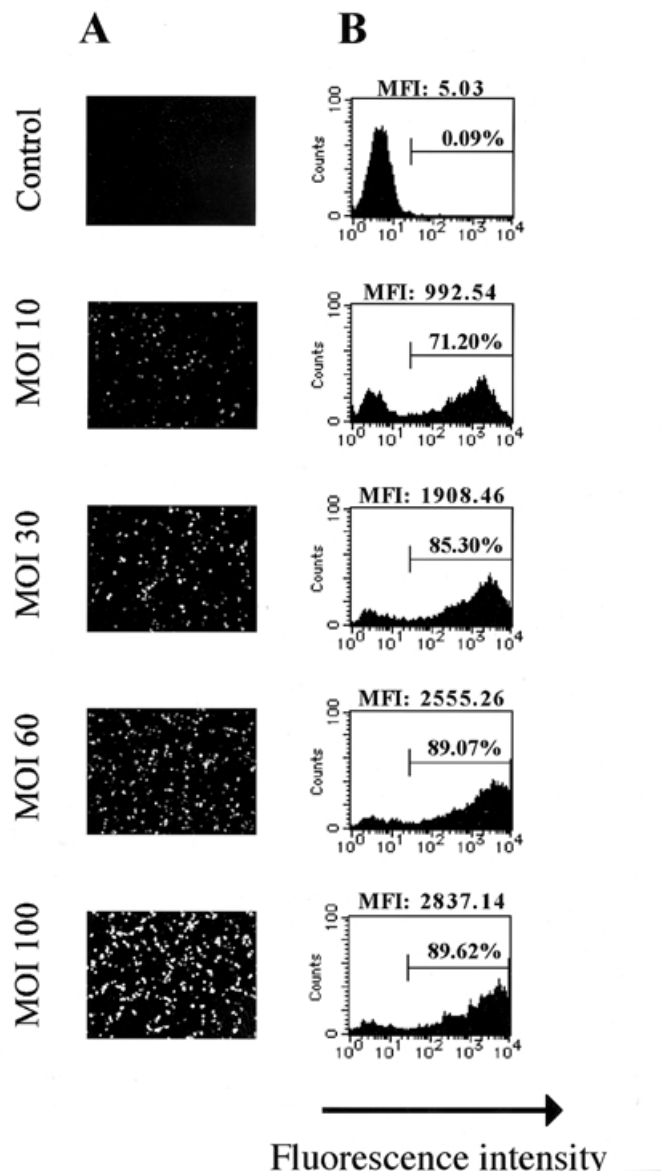 A
B
Control
MFI: 5.03
0.09%
Counts
100
0
10^0 10^1 10^2 10^3 10^4
MOI 10
MFI: 992.54
71.20%
Counts
100
0
10^0 10^1 10^2 10^3 10^4
MOI 30
MFI: 1908.46
85.30%
Counts
100
0
10^0 10^1 10^2 10^3 10^4
MOI 60
MFI: 2555.26
89.07%
Counts
100
0
10^0 10^1 10^2 10^3 10^4
MOI 100
MFI: 2837.14
89.62%
Counts
100
0
10^0 10^1 10^2 10^3 10^4
Fluorescence intensity